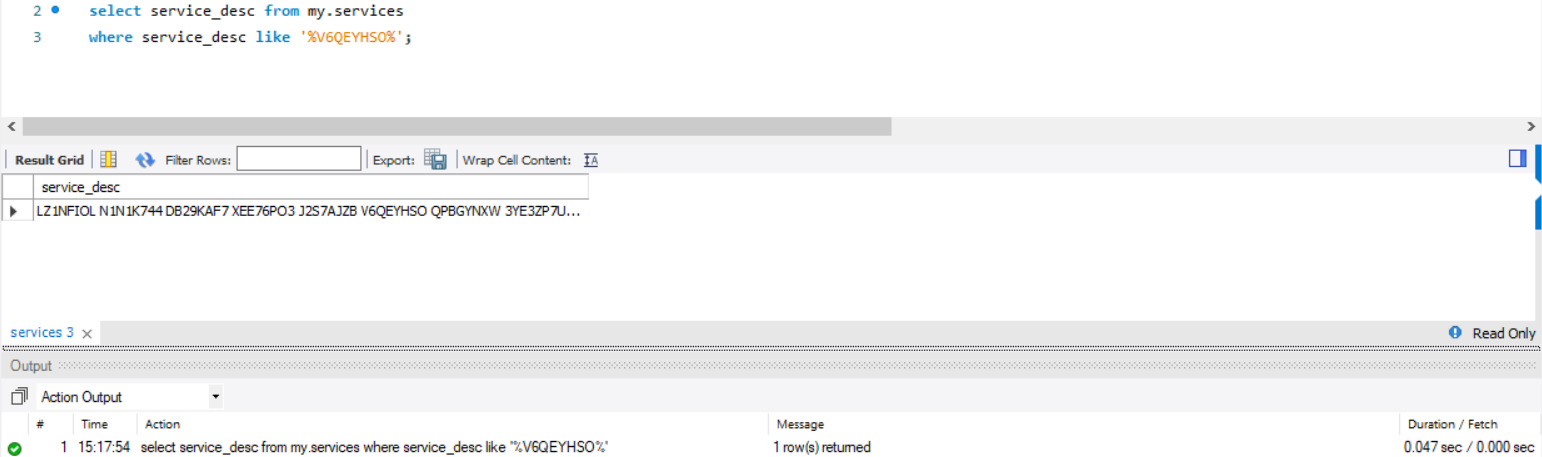 2 select service_desc from my.services
3 where service_desc like '%V6QEYHSO%';
Result Grid Filter Rows: Export: Wrap Cell Content: IA
service_desc
LZ1NFIOL N1N1K744 DB29KAF7 XEE76PO3 J2S7AJZB V6QEYHSO QPBGYNXW 3YE3ZP7U...
services 3 Read Only
Output
Action Output
# Time Action Message Duration / Fetch
1 15:17:54 select service_desc from my.services where service_desc like '%V6QEYHSO%' 1 row(s) returned 0.047 sec / 0.000 sec